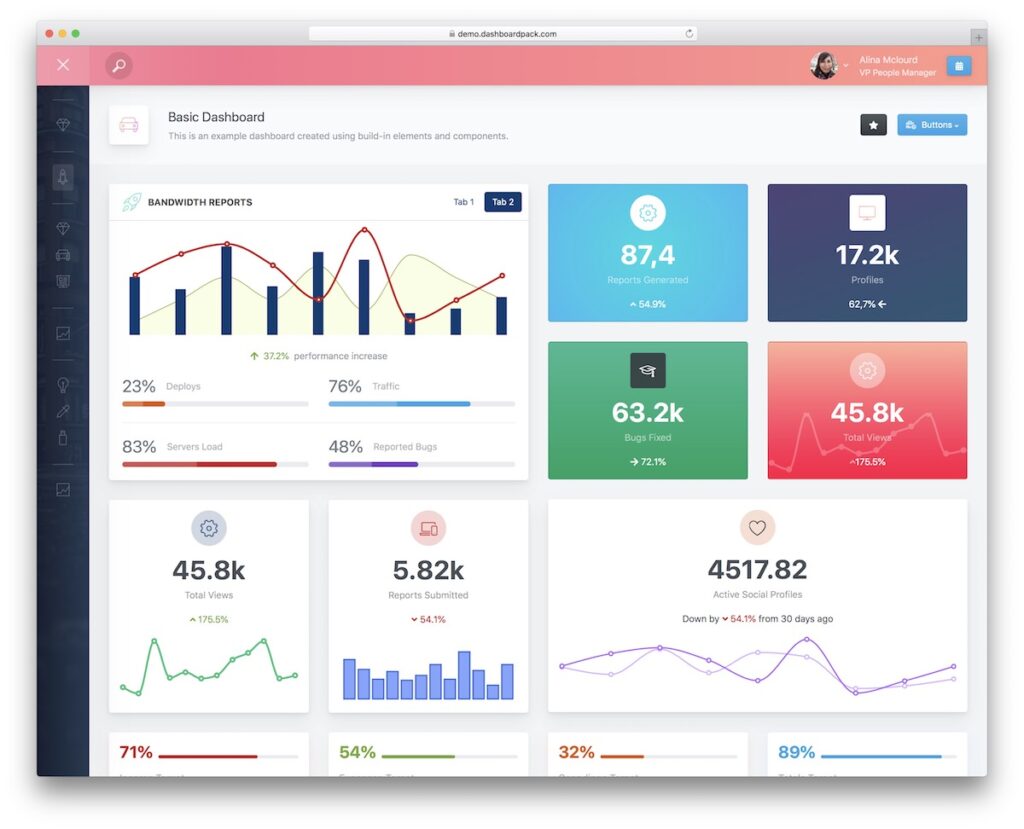 demo.dashboardpack.com
Alina Mclourd
VP People Manager
Basic Dashboard
This is an example dashboard created using build-in elements and components.
Buttons
BANDWIDTH REPORTS
Tab 1
Tab 2
37.2% performance increase
23% Deploys
76% Traffic
83% Servers Load
48% Reported Bugs
87,4
Reports Generated
54.9%
17.2k
Profiles
62,7%
63.2k
Bugs Fixed
72.1%
45.8k
Total Views
175.5%
45.8k
Total Views
175.5%
5.82k
Reports Submitted
54.1%
4517.82
Active Social Profiles
Down by 54.1% from 30 days ago
71%
54%
32%
89%